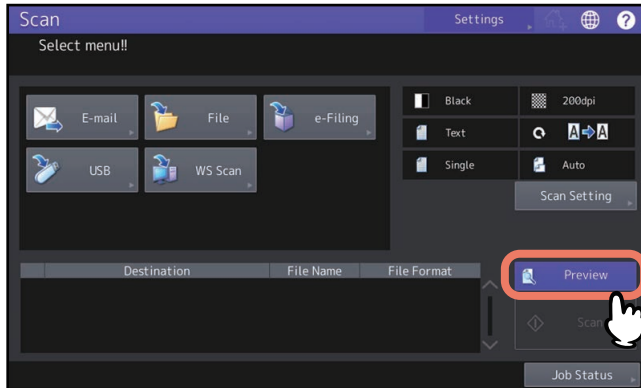 Scan
Settings
?
Select menu!!
E-mail
File
e-Filing
USB
WS Scan
Black
200dpi
Text
A A
Single
Auto
Scan Setting
Destination File Name File Format
Preview
Scan
Job Status